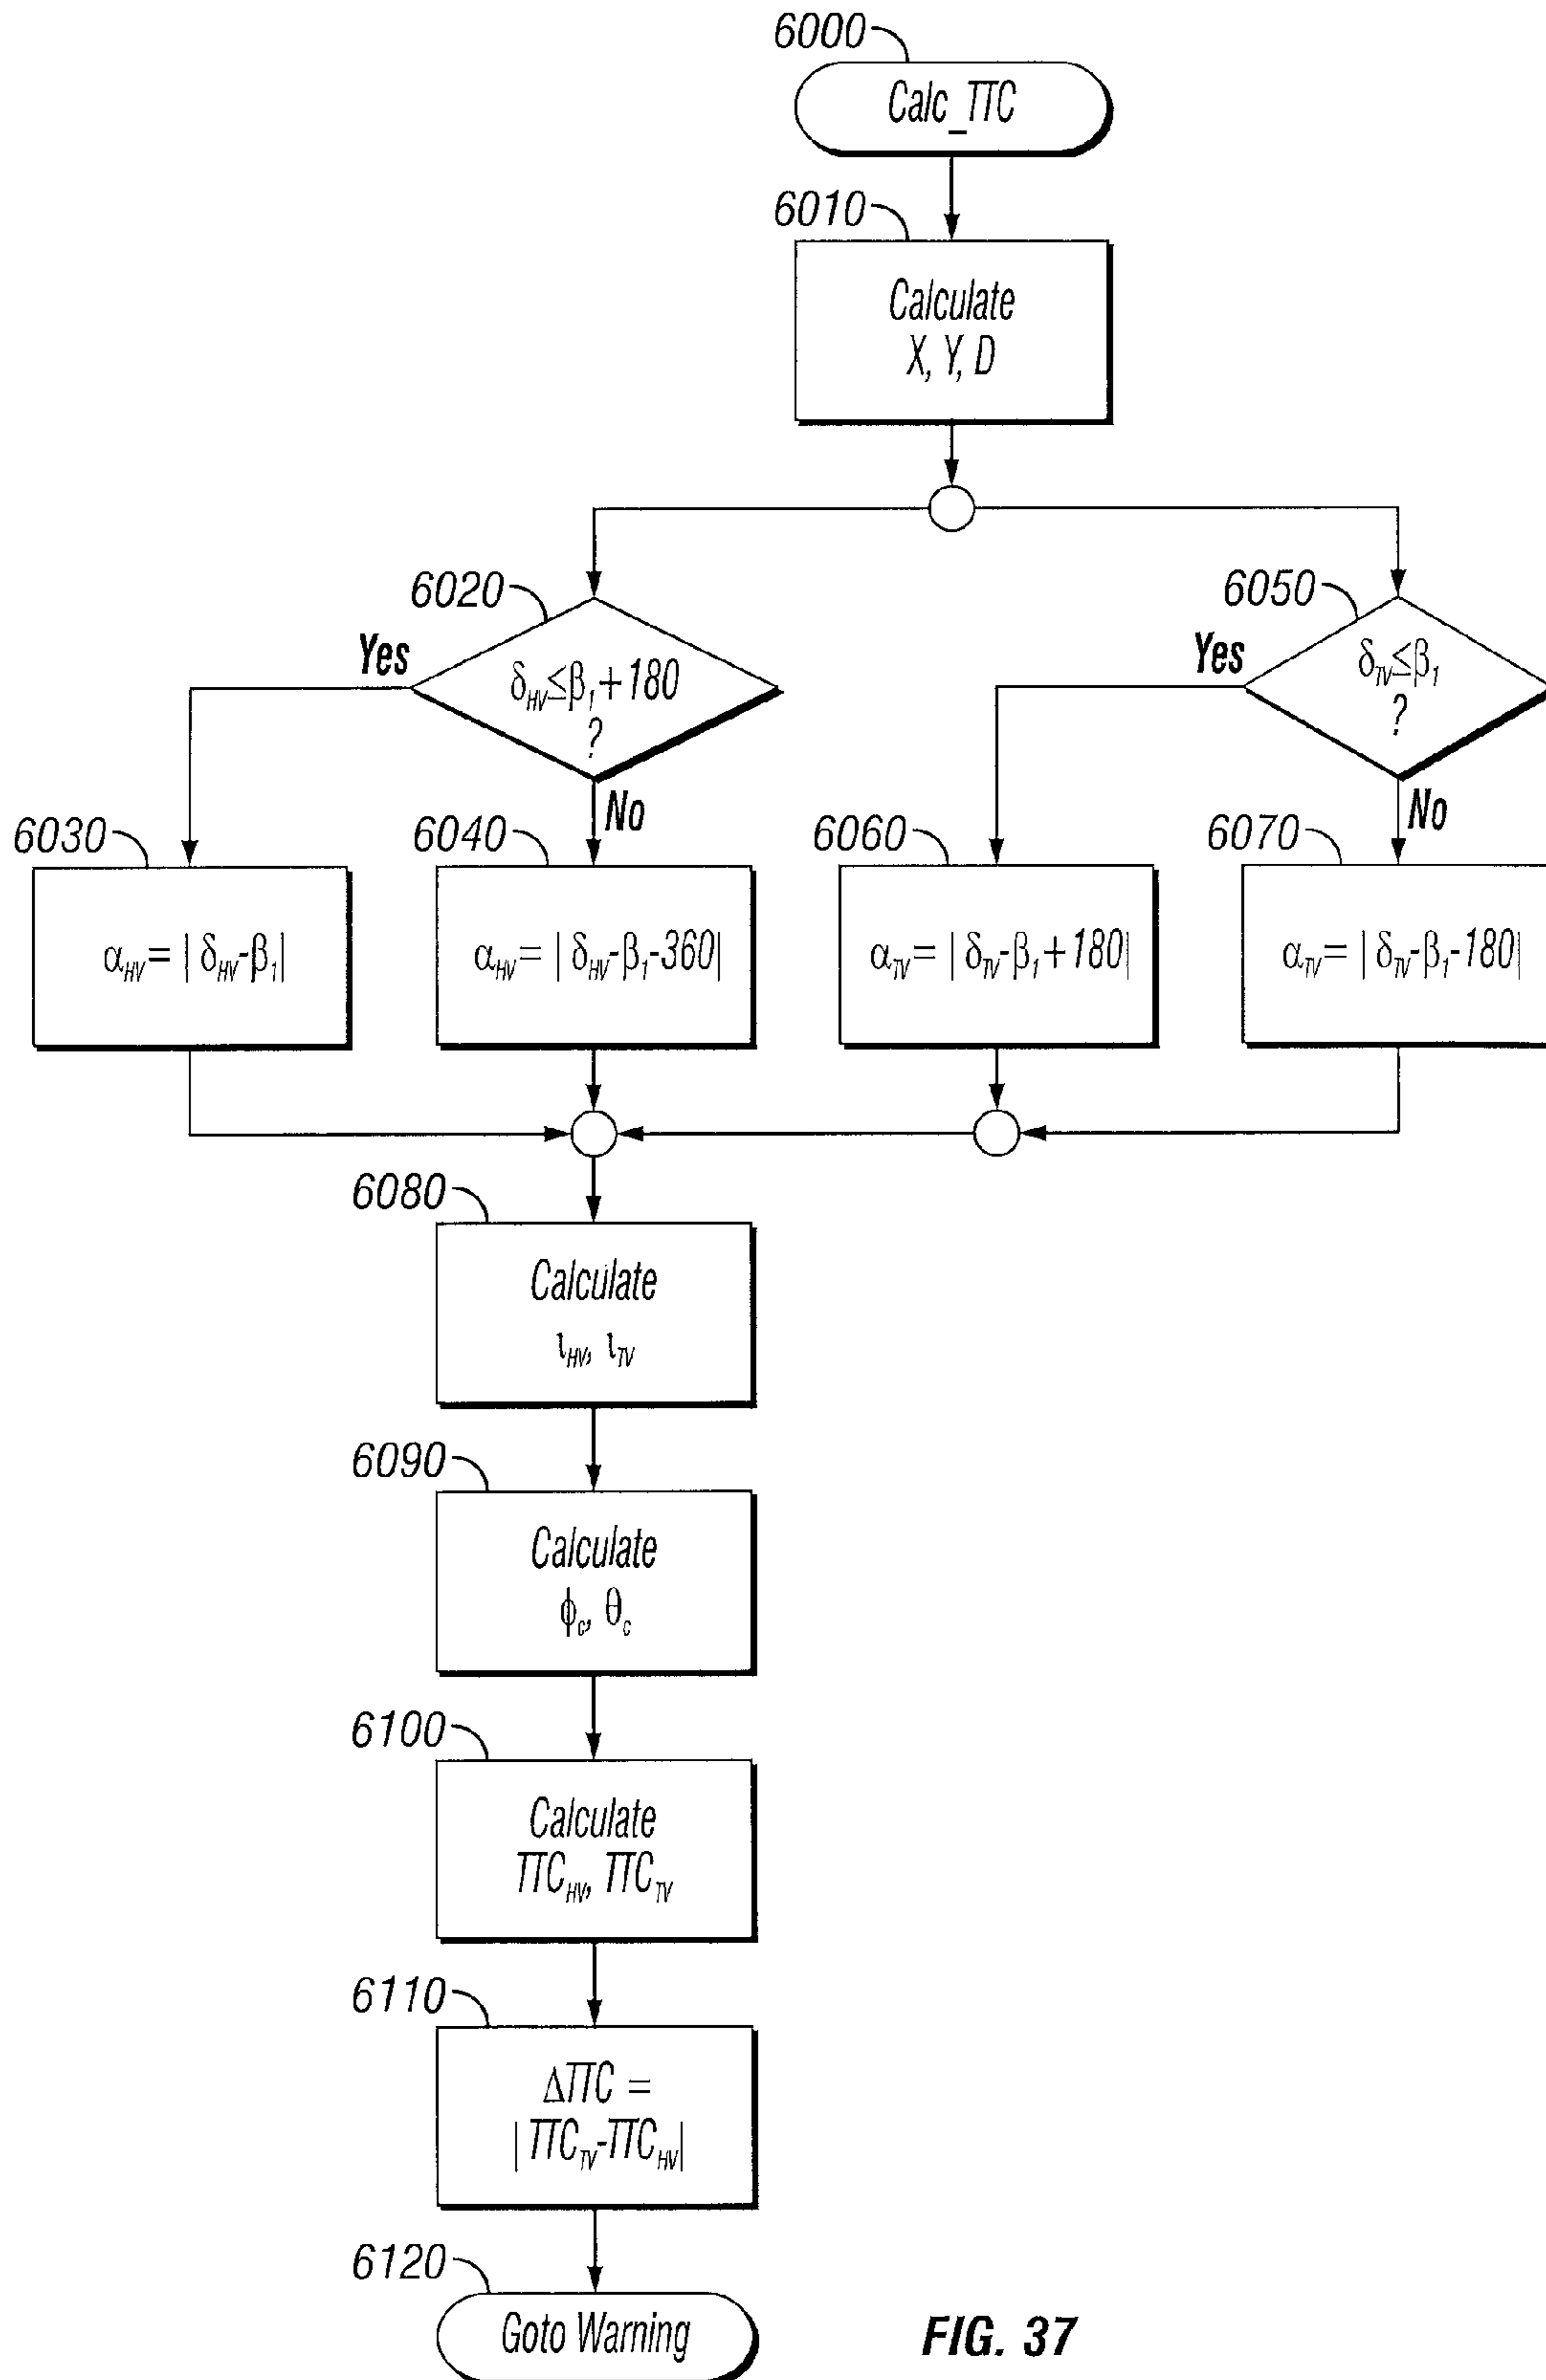 6000
Calc_TTC
6010
Calculate
X, Y, D
6020
Yes
δHV≤β1+180
?
No
6050
Yes
δTV≤β1
?
No
6030
αHV= | δHV-β1|
6040
αHV= | δHV-β1-360|
6060
αTV= | δTV-β1+180|
6070
αTV= | δTV-β1-180|
6080
Calculate
ιHV, ιTV
6090
Calculate
ϕc, θc
6100
Calculate
TTCHV, TTCTV
6110
ΔTTC =
| TTCTV-TTCHV|
6120
Goto Warning
FIG. 37